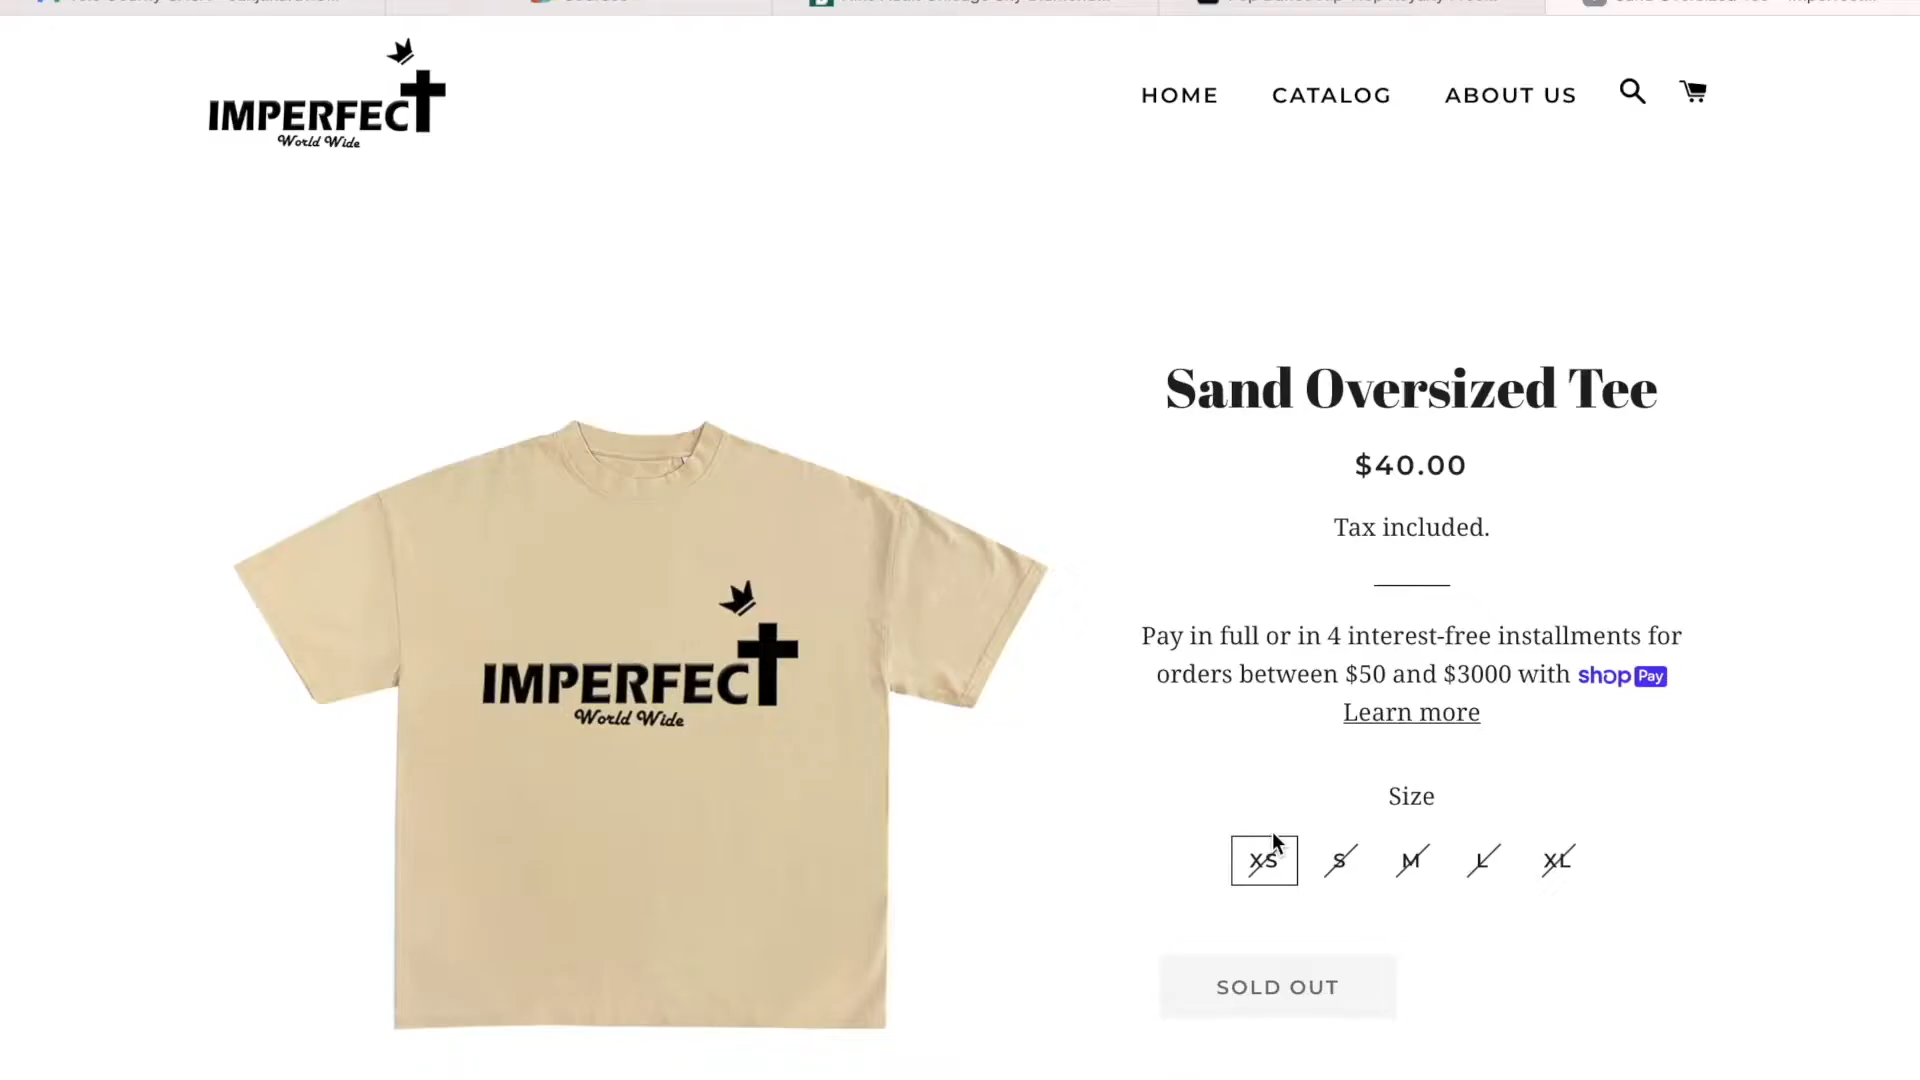 IMPERFECT
World Wide
HOME
CATALOG
ABOUT US
Sand Oversized Tee
$40.00
Tax included.
Pay in full or in 4 interest-free installments for
orders between $50 and $3000 with shop Pay
Learn more
IMPERFECT
World Wide
Size
XS S M L XL
SOLD OUT